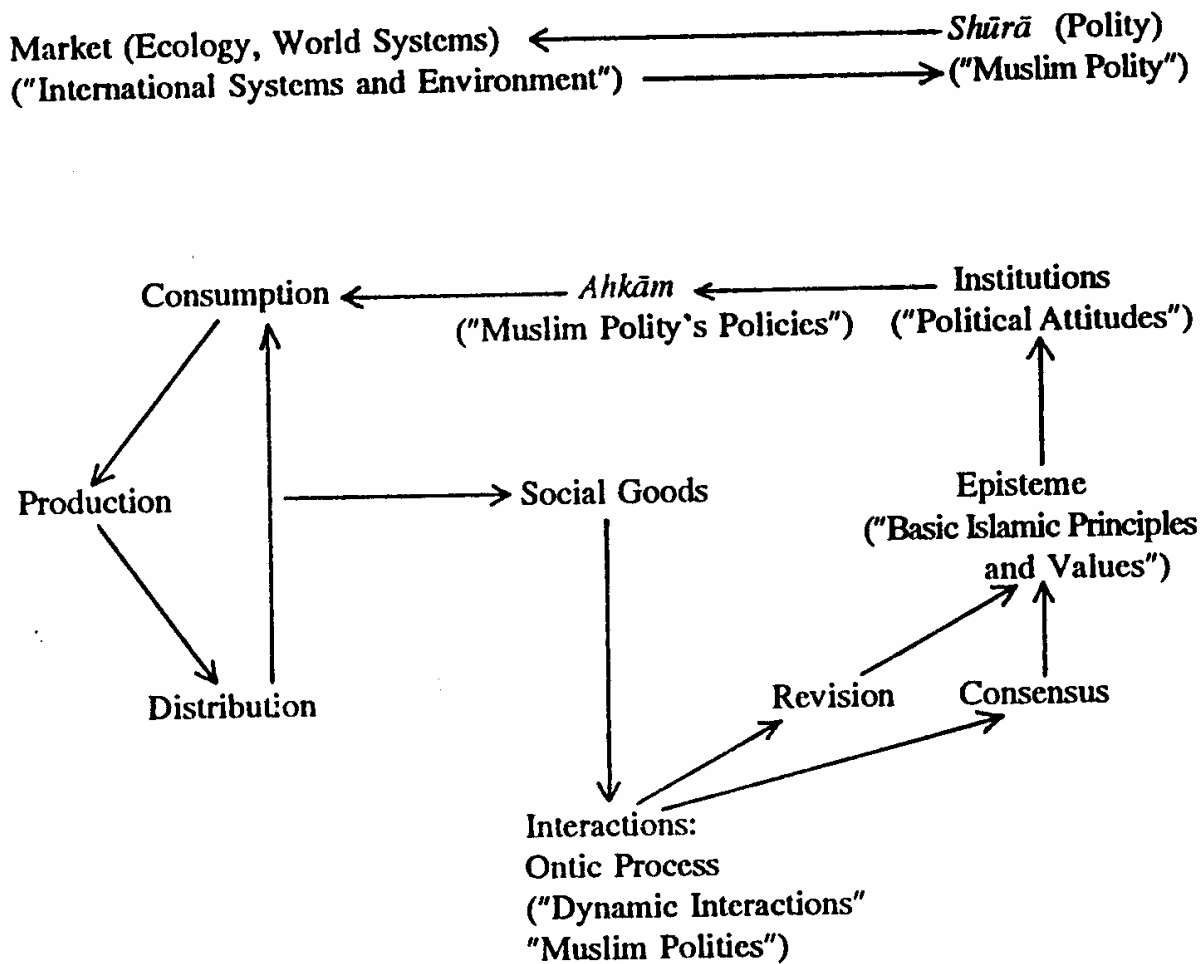 Market (Ecology, World Systems)
Shūrā (Polity)
("International Systems and Environment")
("Muslim Polity")
Consumption
Ahkām
Institutions
("Muslim Polity's Policies")
("Political Attitudes")
Production
Social Goods
Episteme
("Basic Islamic Principles
and Values")
Distribution
Revision
Consensus
Interactions:
Ontic Process
("Dynamic Interactions"
"Muslim Polities")